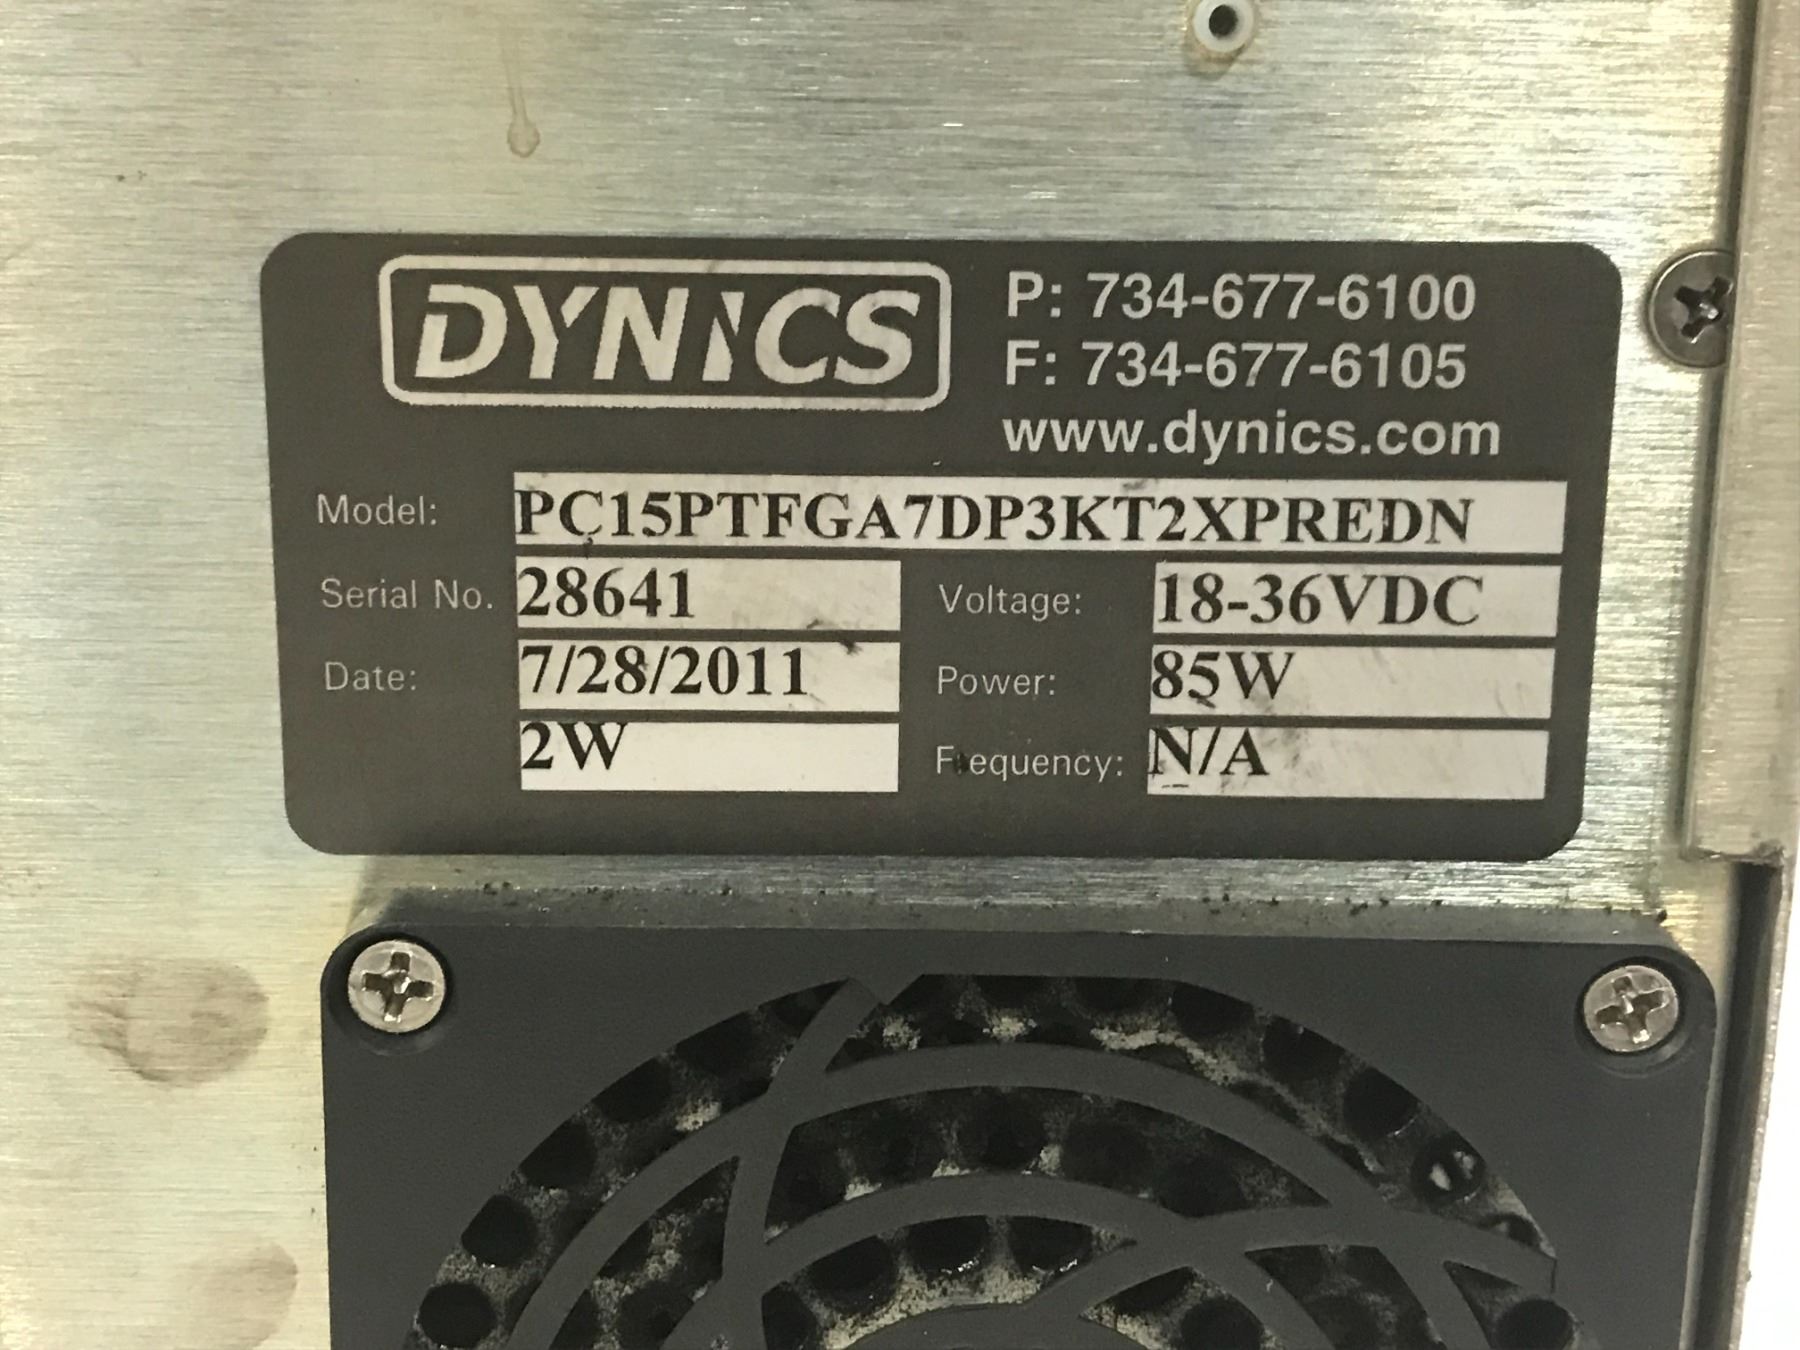 DYNICS
P: 734-677-6100
F: 734-677-6105
www.dynics.com
Model: PC15PTFGA7DP3KT2XPREDN
Serial No. 28641 Voltage: 18-36VDC
Date: 7/28/2011 Power: 85W
2W Frequency: N/A